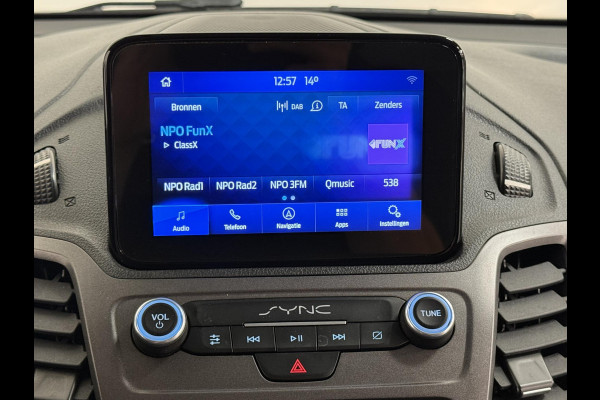 12:57 14°
Bronnen DAB TA Zenders
NPO FunX
ClassX
FUNX
NPO Rad1 NPO Rad2 NPO 3FM Qmusic 538
Audio Telefoon Navigatie Apps Instellingen
SYNC
VOL
TUNE